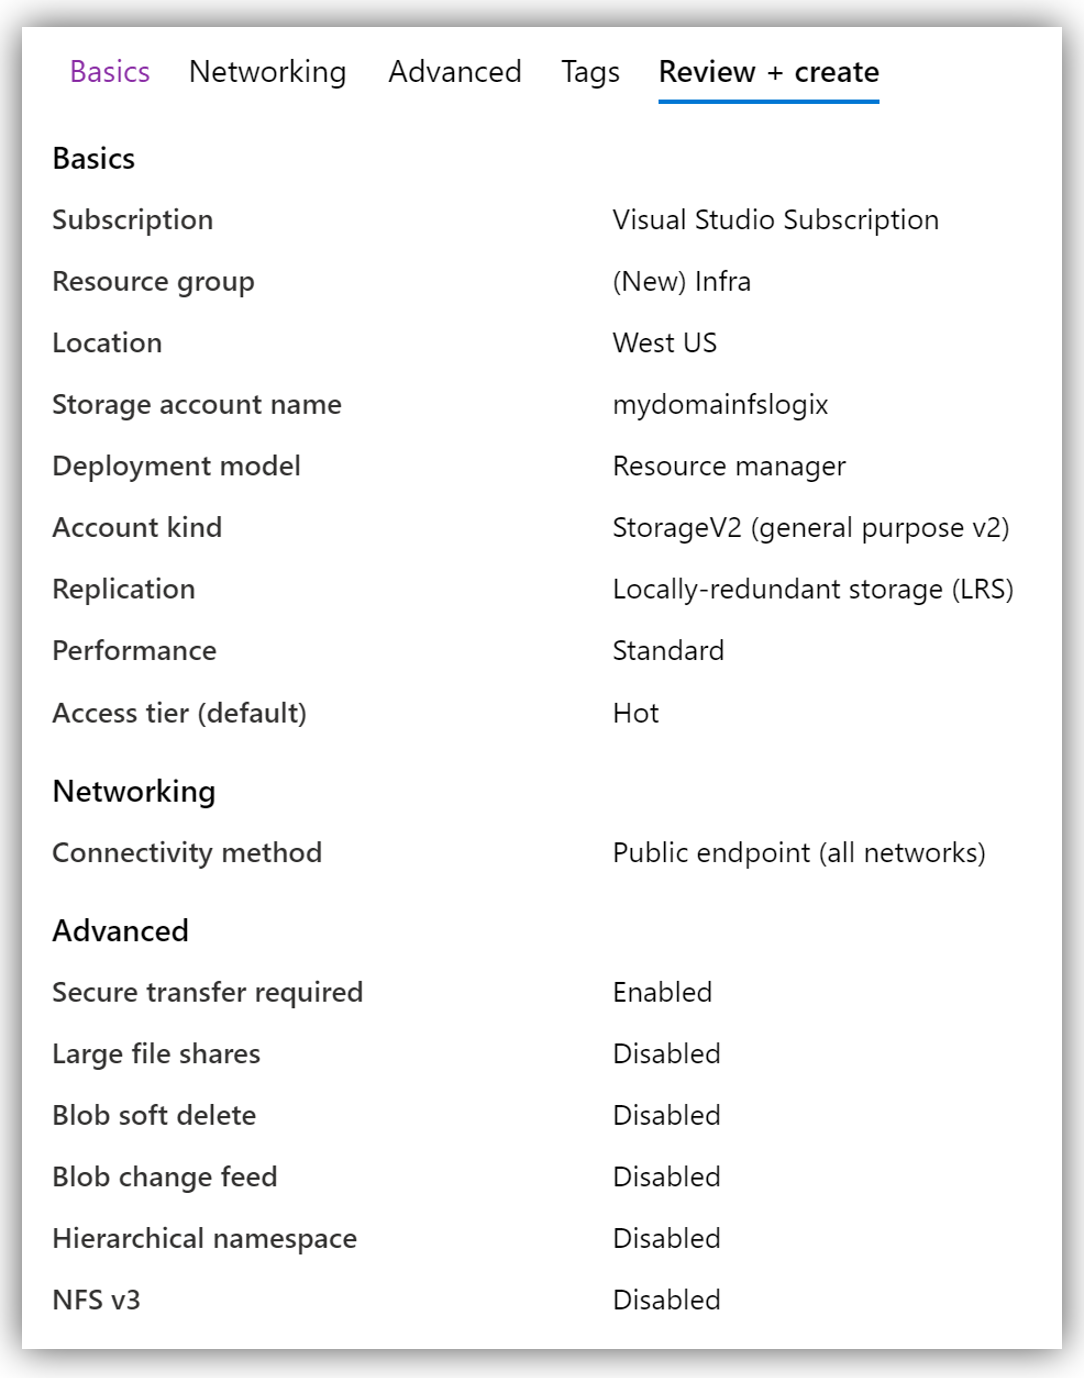 Basics Networking Advanced Tags Review + create
Basics
Subscription Visual Studio Subscription
Resource group (New) Infra
Location West US
Storage account name mydomainfslogix
Deployment model Resource manager
Account kind StorageV2 (general purpose v2)
Replication Locally-redundant storage (LRS)
Performance Standard
Access tier (default) Hot
Networking
Connectivity method Public endpoint (all networks)
Advanced
Secure transfer required Enabled
Large file shares Disabled
Blob soft delete Disabled
Blob change feed Disabled
Hierarchical namespace Disabled
NFS v3 Disabled